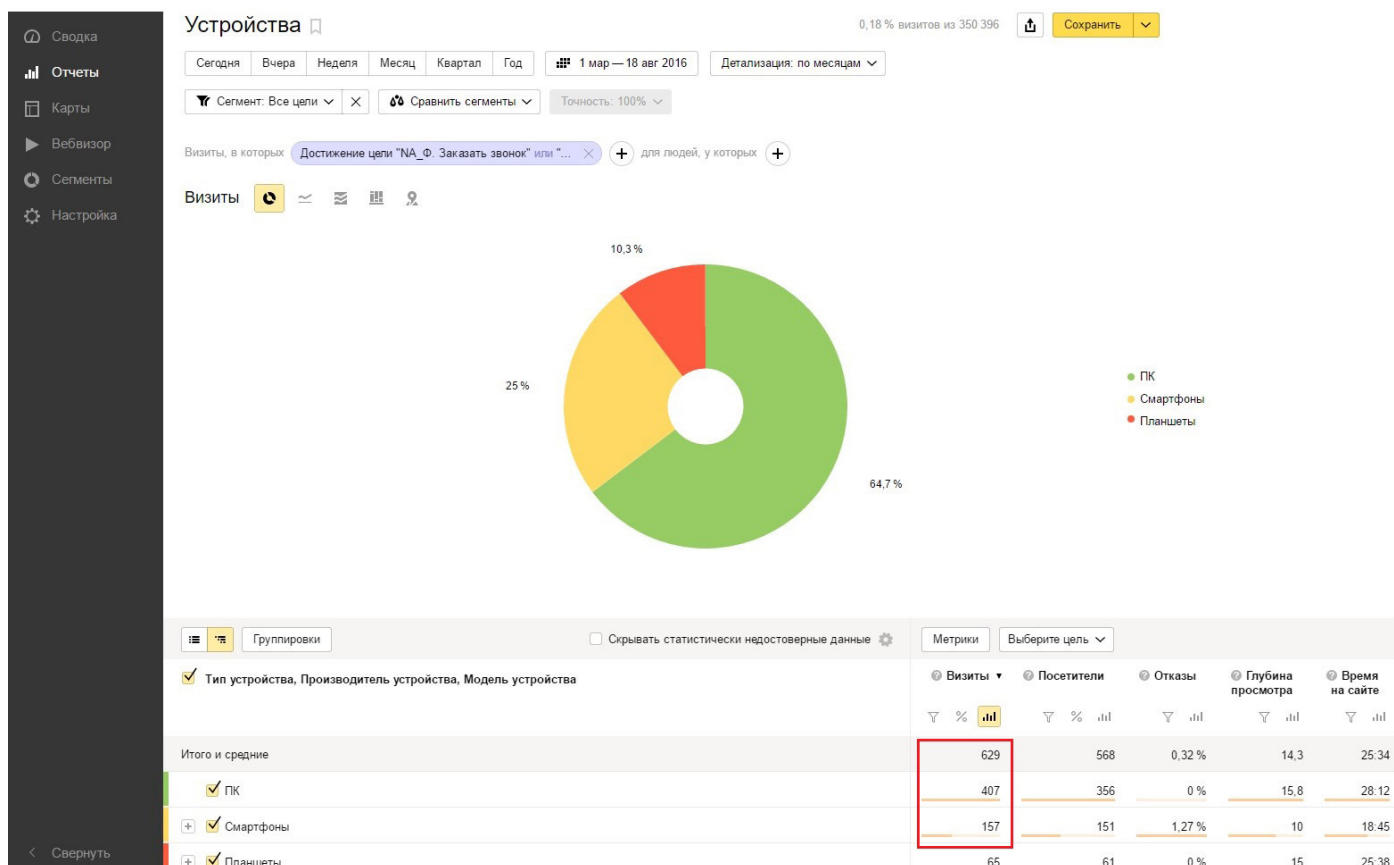 Сводка
Отчеты
Карты
Вебвизор
Сегменты
Настройка
Свернуть
Устройства
0,18 % визитов из 350 396
Сохранить
Сегодня Вчера Неделя Месяц Квартал Год 1 мар — 18 авг 2016 Детализация: по месяцам
Сегмент: Все цели Сравнить сегменты Точность: 100%
Визиты, в которых Достижение цели "NA_Ф. Заказать звонок" или "... для людей, у которых
Визиты
10,3 %
25 %
64,7 %
ПК
Смартфоны
Планшеты
Группировки Скрывать статистически недостоверные данные Метрики Выберите цель
Тип устройства, Производитель устройства, Модель устройства Визиты Посетители Отказы Глубина просмотра Время на сайте
% %
Итого и средние 629 568 0,32 % 14,3 25:34
ПК 407 356 0 % 15,8 28:12
Смартфоны 157 151 1,27 % 10 18:45
Планшеты 65 61 0 % 15 25:38